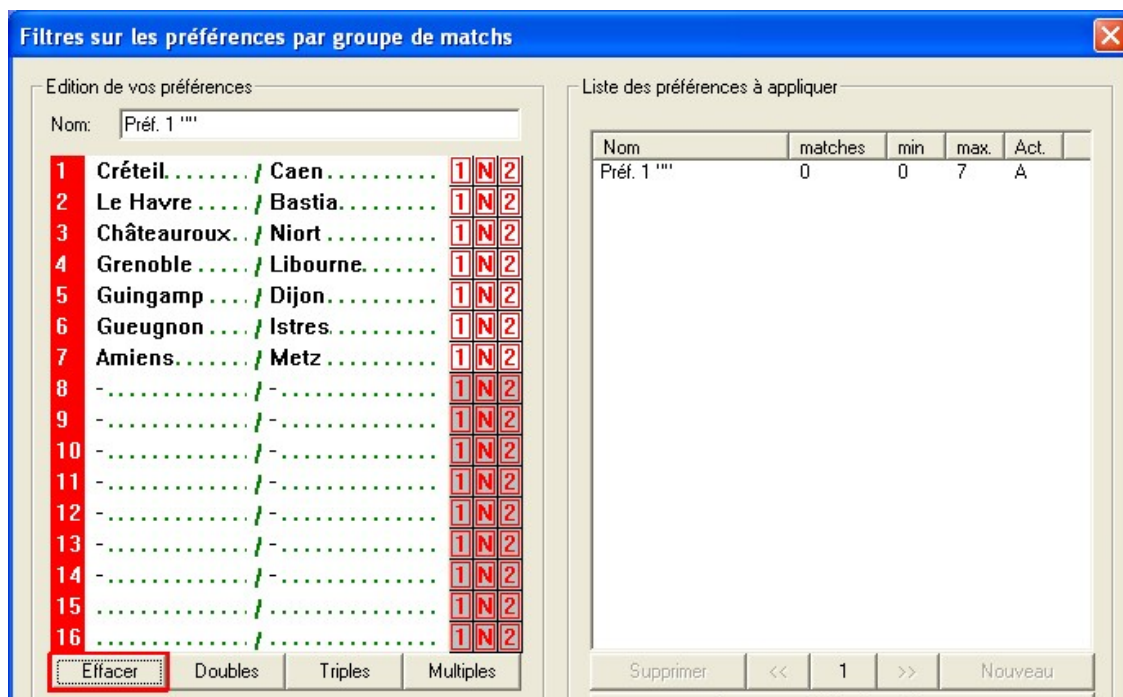 Filtres sur les préférences par groupe de matchs
Edition de vos préférences
Nom: Préf. 1 ""
1 Créteil......../ Caen.......... 1 N 2
2 Le Havre ...../ Bastia......... 1 N 2
3 Châteauroux../ Niort .......... 1 N 2
4 Grenoble ...../ Libourne....... 1 N 2
5 Guingamp ..../ Dijon.......... 1 N 2
6 Gueugnon ..../ Istres.......... 1 N 2
7 Amiens......./ Metz .......... 1 N 2
8 -............./ -.............. 1 N 2
9 -............./ -.............. 1 N 2
10 -............./ -.............. 1 N 2
11 -............./ -.............. 1 N 2
12 -............./ -.............. 1 N 2
13 -............./ -.............. 1 N 2
14 -............./ -.............. 1 N 2
15 ............../ ............... 1 N 2
16 ............../ ............... 1 N 2
Effacer Doubles Triples Multiples
Liste des préférences à appliquer
Nom matches min max. Act.
Préf. 1 "" 0 0 7 A
Supprimer << 1 >> Nouveau